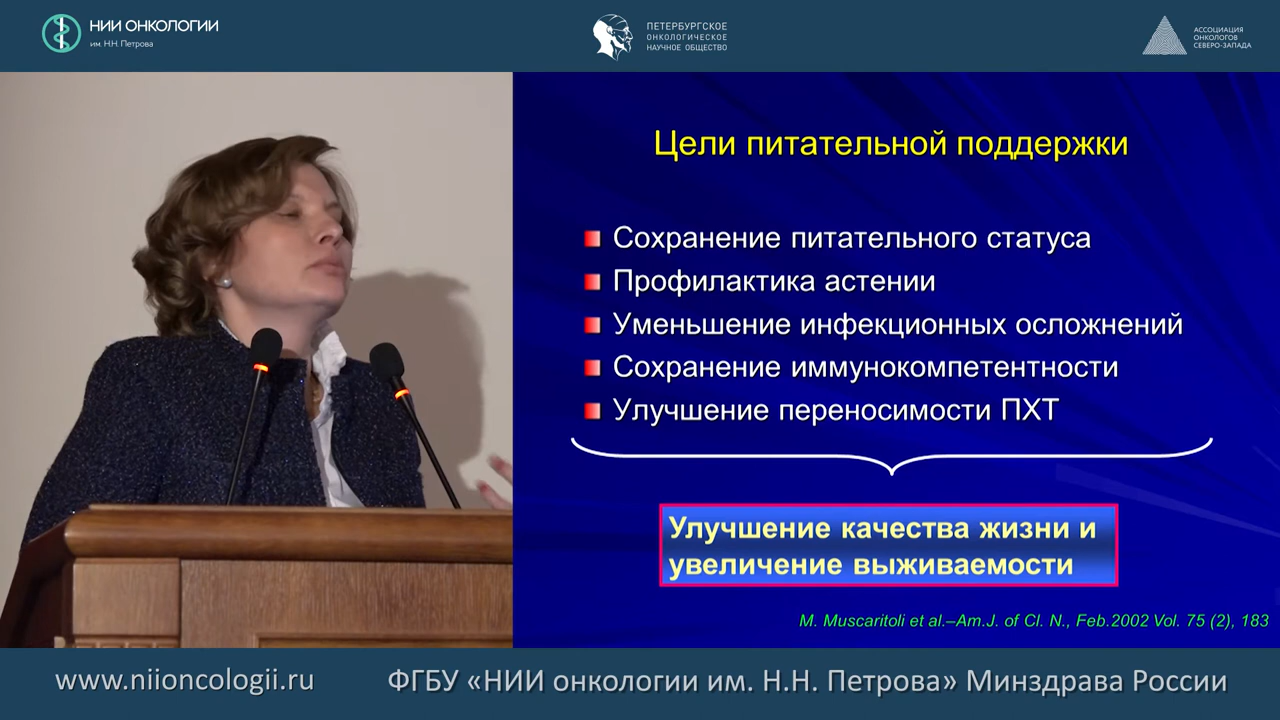 НИИ ОНКОЛОГИИ
им. Н.Н. Петрова
ПЕТЕРБУРГСКОЕ
ОНКОЛОГИЧЕСКОЕ
НАУЧНОЕ ОБЩЕСТВО
АССОЦИАЦИЯ
ОНКОЛОГОВ
СЕВЕРО-ЗАПАДА
Цели питательной поддержки
Сохранение питательного статуса
Профилактика астении
Уменьшение инфекционных осложнений
Сохранение иммунокомпетентности
Улучшение переносимости ПХТ
Улучшение качества жизни и
увеличение выживаемости
M. Muscaritoli et al.–Am.J. of Cl. N., Feb.2002 Vol. 75 (2), 183
www.niioncologii.ru
ФГБУ «НИИ онкологии им. Н.Н. Петрова» Минздрава России